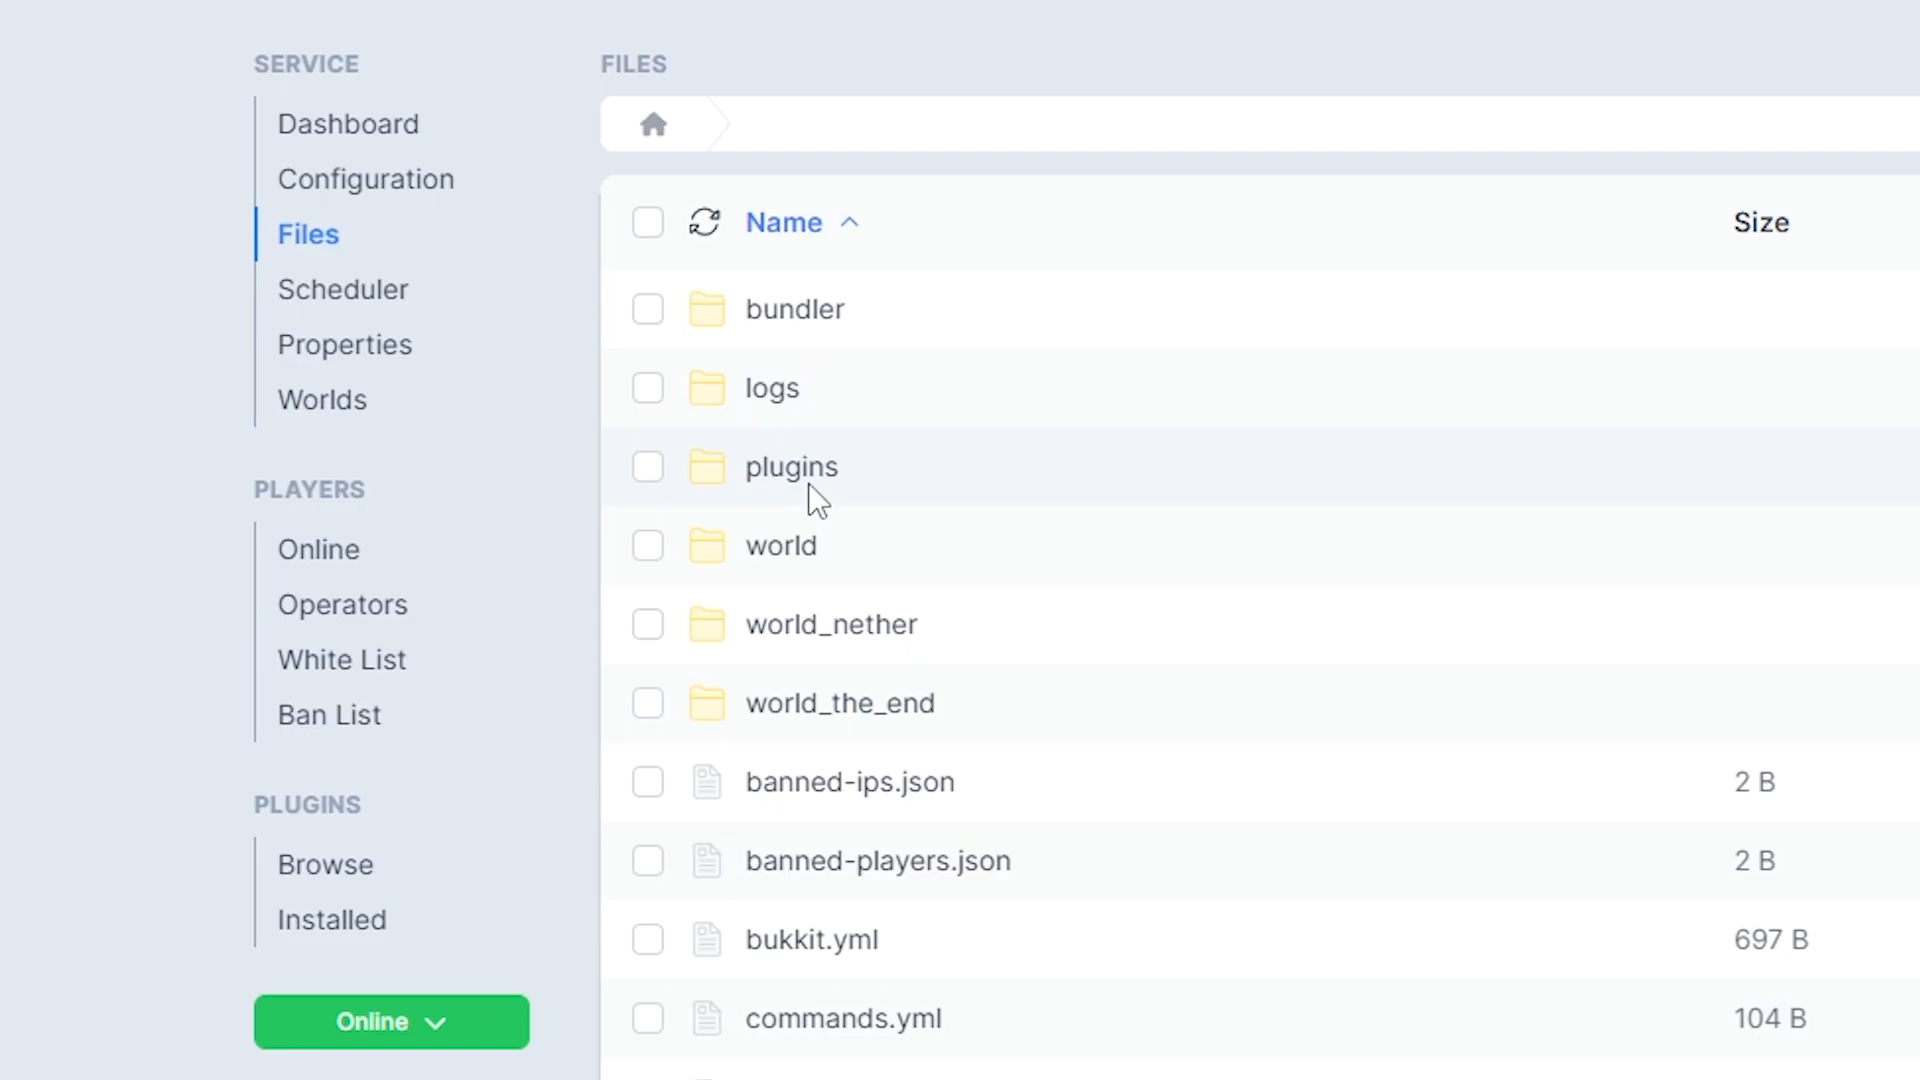 SERVICE
Dashboard
Configuration
Files
Scheduler
Properties
Worlds
PLAYERS
Online
Operators
White List
Ban List
PLUGINS
Browse
Installed
Online
FILES
Name Size
bundler
logs
plugins
world
world_nether
world_the_end
banned-ips.json 2 B
banned-players.json 2 B
bukkit.yml 697 B
commands.yml 104 B